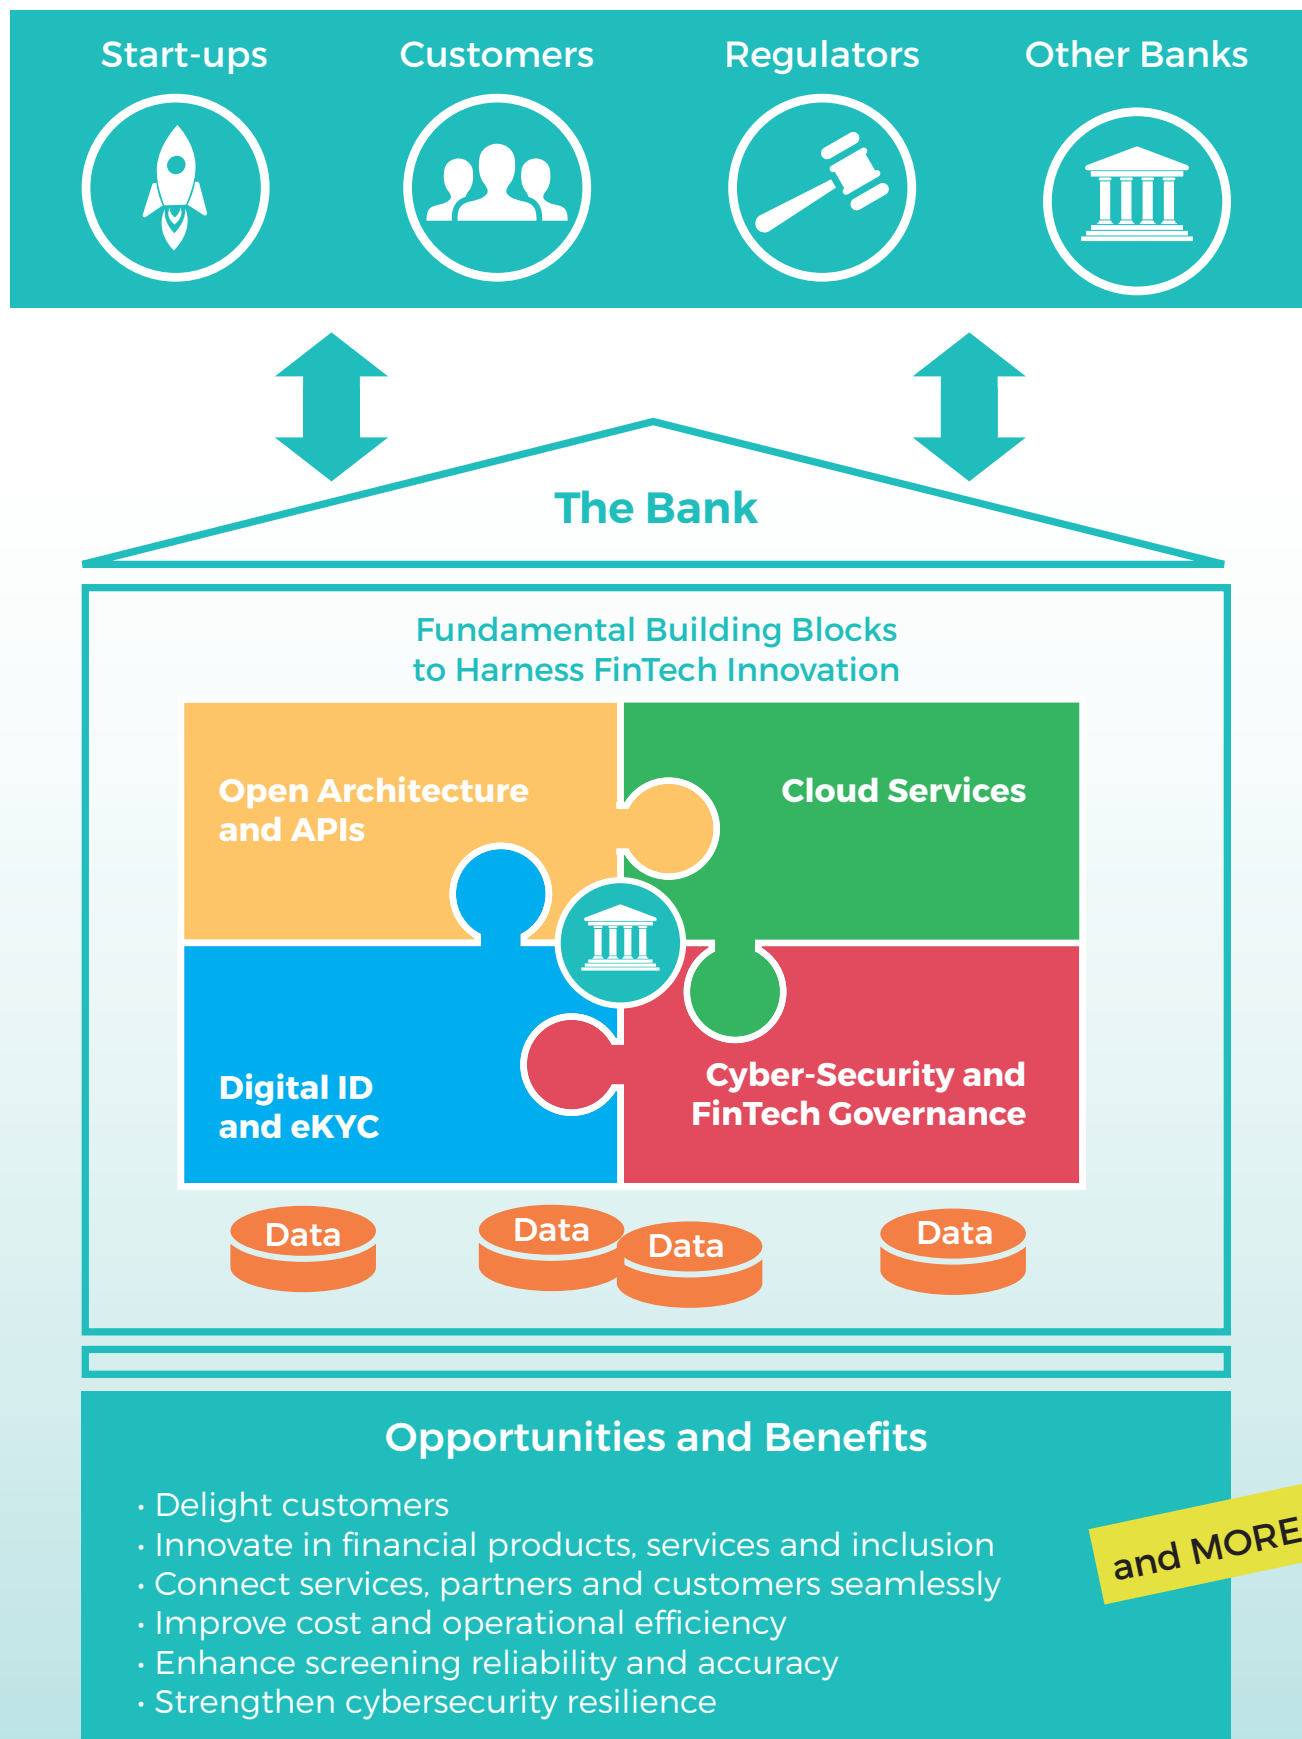 Start-ups
Customers
Regulators
Other Banks
The Bank
Fundamental Building Blocks
to Harness FinTech Innovation
Open Architecture
and APIs
Cloud Services
Digital ID
and eKYC
Cyber-Security and
FinTech Governance
Data
Data
Data
Data
Opportunities and Benefits
• Delight customers
• Innovate in financial products, services and inclusion
• Connect services, partners and customers seamlessly
• Improve cost and operational efficiency
• Enhance screening reliability and accuracy
• Strengthen cybersecurity resilience
and MORE